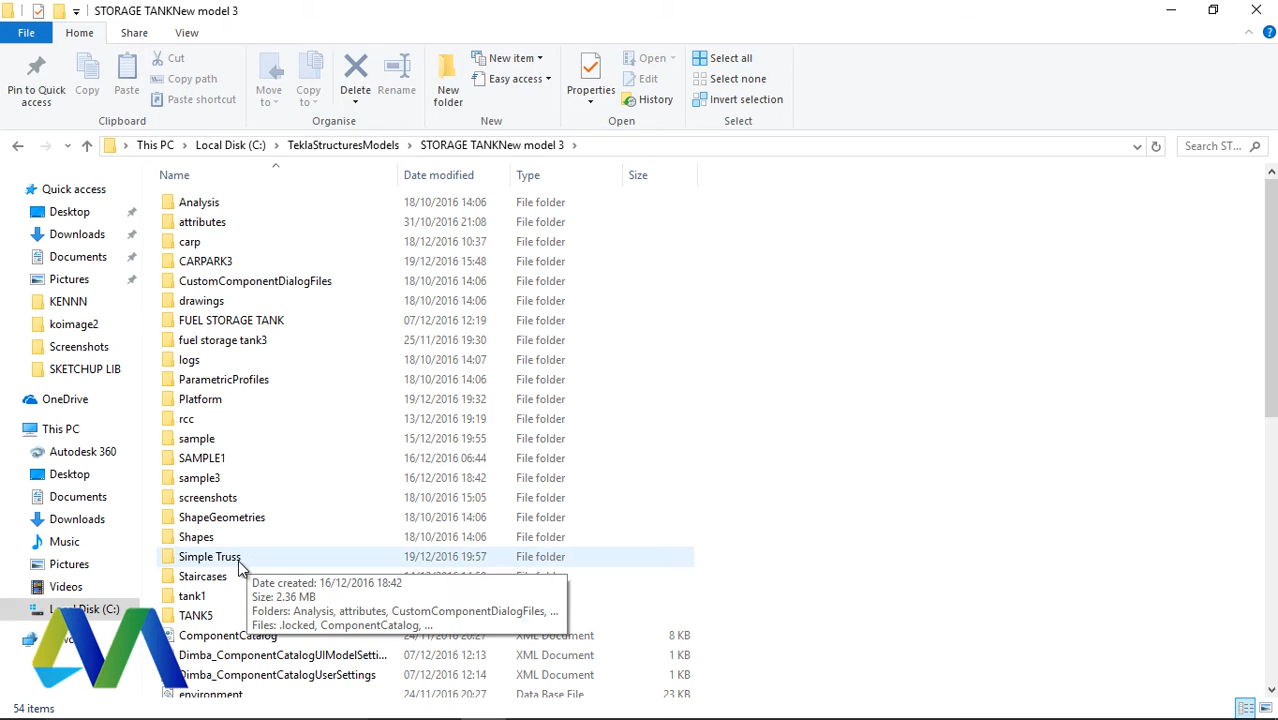 STORAGE TANKNew model 3
File Home Share View
Pin to Quick access
Copy
Paste
Cut
Copy path
Paste shortcut
Clipboard
Move to
Copy to
Delete
Rename
Organise
New folder
New item
Easy access
New
Properties
Open
Edit
History
Open
Select all
Select none
Invert selection
Select
This PC > Local Disk (C:) > TeklaStructuresModels > STORAGE TANKNew model 3 >
Search ST...
Quick access
Desktop
Downloads
Documents
Pictures
KENNN
koimage2
Screenshots
SKETCHUP LIB
OneDrive
This PC
Autodesk 360
Desktop
Documents
Downloads
Music
Pictures
Videos
Local Disk (C:)
Name Date modified Type Size
Analysis 18/10/2016 14:06 File folder
attributes 31/10/2016 21:08 File folder
carp 18/12/2016 10:37 File folder
CARPARK3 19/12/2016 15:48 File folder
CustomComponentDialogFiles 18/10/2016 14:06 File folder
drawings 18/10/2016 14:06 File folder
FUEL STORAGE TANK 07/12/2016 12:19 File folder
fuel storage tank3 25/11/2016 19:30 File folder
logs 18/10/2016 14:07 File folder
ParametricProfiles 18/10/2016 14:06 File folder
Platform 19/12/2016 19:32 File folder
rcc 13/12/2016 19:19 File folder
sample 15/12/2016 19:55 File folder
SAMPLE1 16/12/2016 06:44 File folder
sample3 16/12/2016 18:42 File folder
screenshots 18/10/2016 15:05 File folder
ShapeGeometries 18/10/2016 14:06 File folder
Shapes 18/10/2016 14:06 File folder
Simple Truss 19/12/2016 19:57 File folder
Staircases File folder
tank1
TANK5
Date created: 16/12/2016 18:42
Size: 2.36 MB
Folders: Analysis, attributes, CustomComponentDialogFiles, ...
Files: .locked, ComponentCatalog, ...
ComponentCatalog 24/11/2016 20:27 XML Document 8 KB
Dimba_ComponentCatalogUIModelSetti... 07/12/2016 12:13 XML Document 1 KB
Dimba_ComponentCatalogUserSettings 07/12/2016 12:14 XML Document 1 KB
environment 24/11/2016 20:27 Data Base File 23 KB
54 items